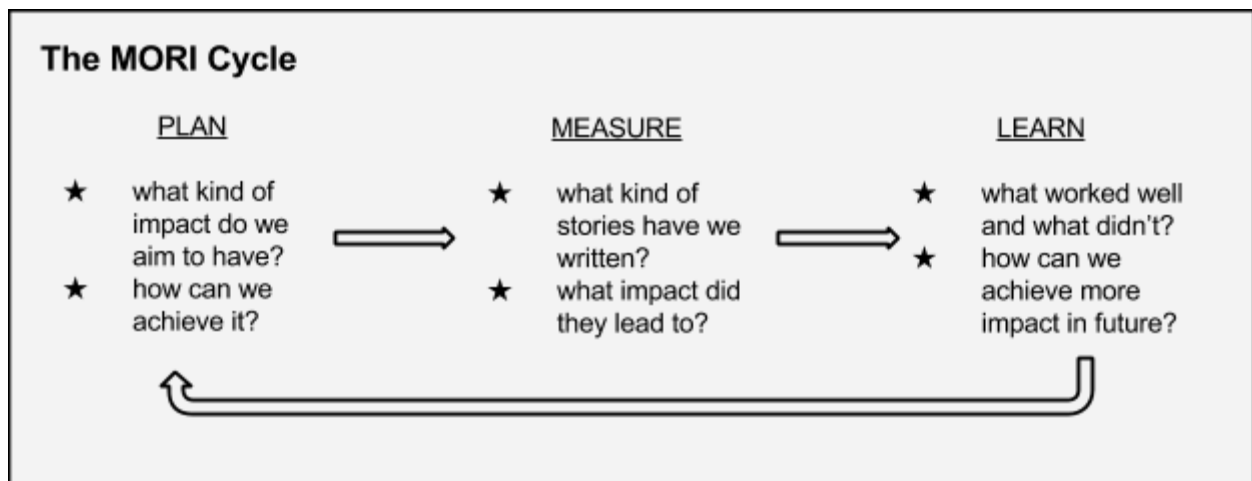 The MORI Cycle
PLAN
★ what kind of
impact do we
aim to have?
★ how can we
achieve it?
MEASURE
★ what kind of
stories have we
written?
★ what impact did
they lead to?
LEARN
★ what worked well
and what didn't?
★ how can we
achieve more
impact in future?